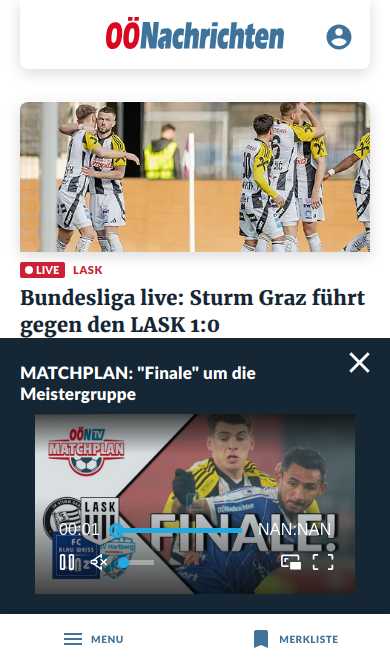 OÖNachrichten
LIVE LASK
Bundesliga live: Sturm Graz führt
gegen den LASK 1:0
MATCHPLAN: "Finale" um die
Meistergruppe
OÖN TV
MATCHPLAN
LASK
FC
BLAU WEISS
Hartberg
FINALE!
00:01 NAN:NAN
MENU MERKLISTE